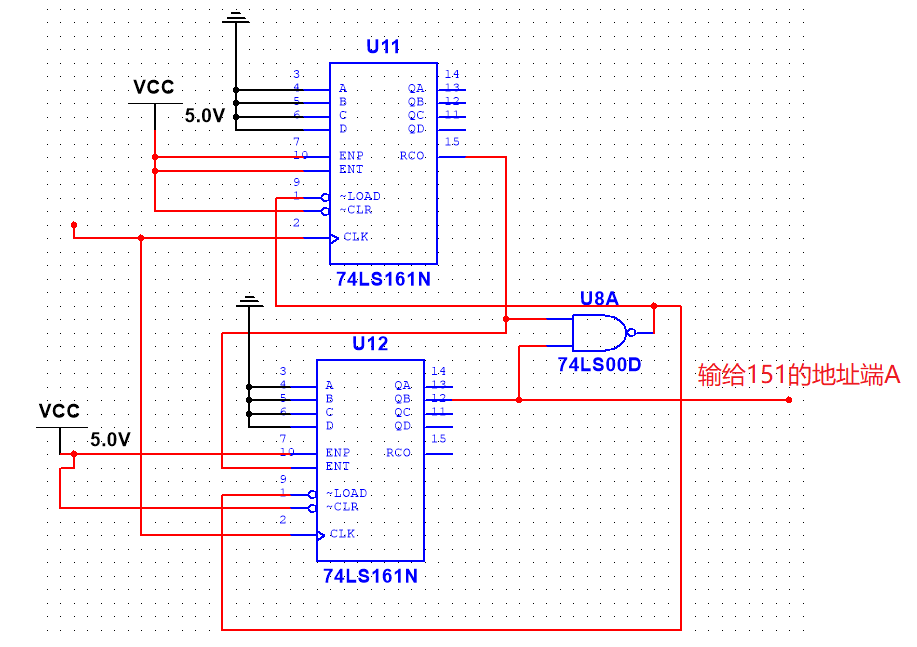 U11
VCC
5.0V
3 A QA 14
4 B QB 13
5 C QC 12
6 D QD 11
7 ENP RCO 15
10 ENT
9 ~LOAD
1 ~CLR
2 CLK
74LS161N
U8A
74LS00D
输给151的地址端A
U12
VCC
5.0V
3 A QA 14
4 B QB 13
5 C QC 12
6 D QD 11
7 ENP RCO 15
10 ENT
9 ~LOAD
1 ~CLR
2 CLK
74LS161N